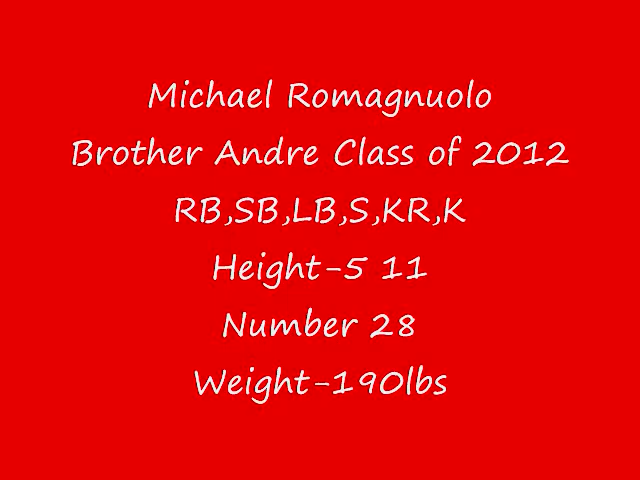 Michael Romagnuolo
Brother Andre Class of 2012
RB,SB,LB,S,KR,K
Height-5 11
Number 28
Weight-190lbs